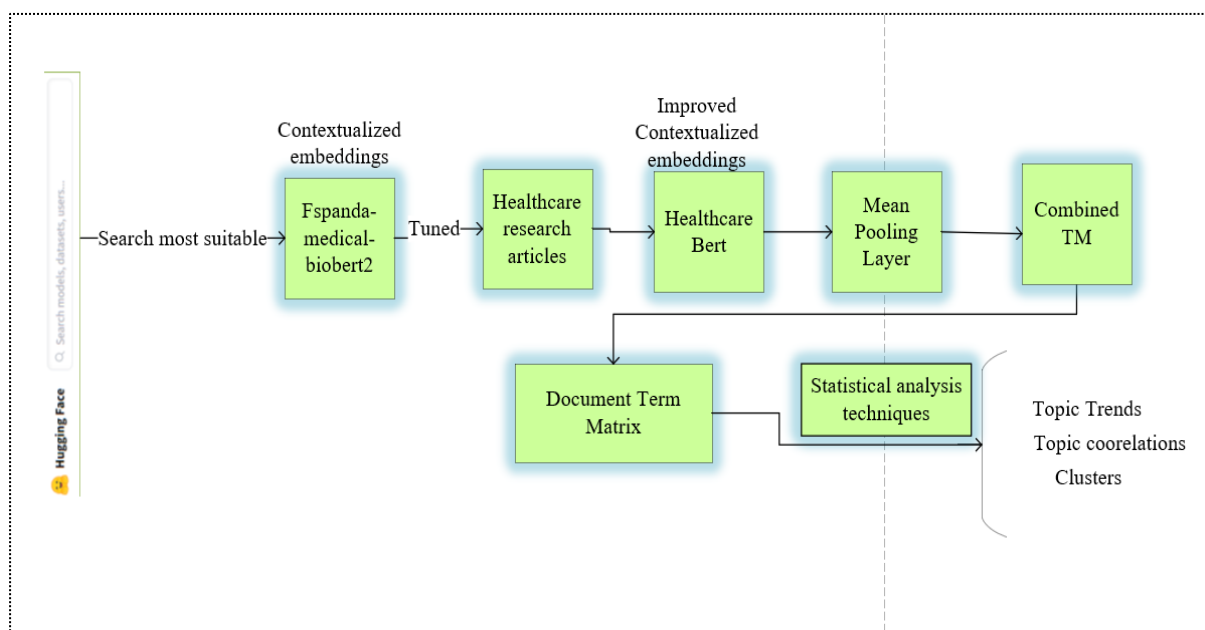 Hugging Face
Search models, datasets, users...
Search most suitable
Contextualized
embeddings
Fspanda-
medical-
biobert2
Tuned
Healthcare
research
articles
Improved
Contextualized
embeddings
Healthcare
Bert
Mean
Pooling
Layer
Combined
TM
Document Term
Matrix
Statistical analysis
techniques
Topic Trends
Topic coorelations
Clusters